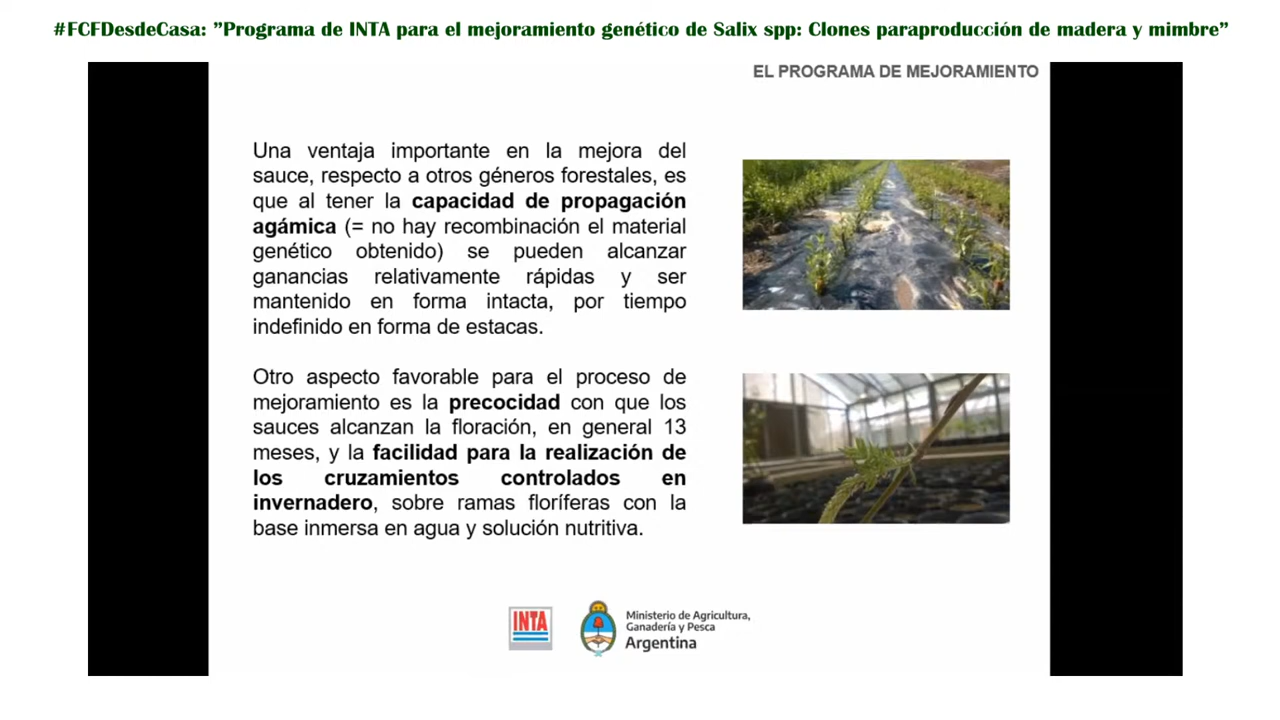 #FCFDesdeCasa: ”Programa de INTA para el mejoramiento genético de Salix spp: Clones paraproducción de madera y mimbre”
EL PROGRAMA DE MEJORAMIENTO
Una ventaja importante en la mejora del
sauce, respecto a otros géneros forestales, es
que al tener la capacidad de propagación
agámica (= no hay recombinación el material
genético obtenido) se pueden alcanzar
ganancias relativamente rápidas y ser
mantenido en forma intacta, por tiempo
indefinido en forma de estacas.
Otro aspecto favorable para el proceso de
mejoramiento es la precocidad con que los
sauces alcanzan la floración, en general 13
meses, y la facilidad para la realización de
los cruzamientos controlados en
invernadero, sobre ramas floríferas con la
base inmersa en agua y solución nutritiva.
INTA
Ministerio de Agricultura,
Ganadería y Pesca
Argentina